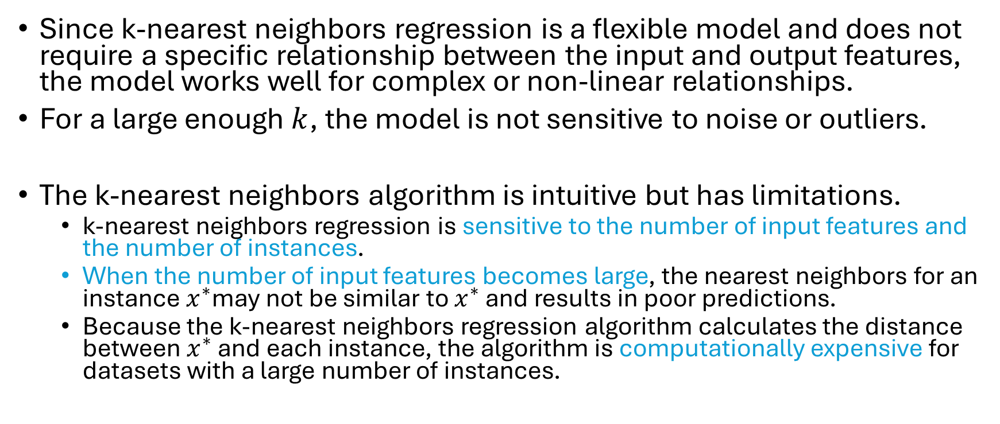 • Since k-nearest neighbors regression is a flexible model and does not
require a specific relationship between the input and output features,
the model works well for complex or non-linear relationships.
• For a large enough k, the model is not sensitive to noise or outliers.
• The k-nearest neighbors algorithm is intuitive but has limitations.
• k-nearest neighbors regression is sensitive to the number of input features and
the number of instances.
• When the number of input features becomes large, the nearest neighbors for an
instance x* may not be similar to x* and results in poor predictions.
• Because the k-nearest neighbors regression algorithm calculates the distance
between x* and each instance, the algorithm is computationally expensive for
datasets with a large number of instances.